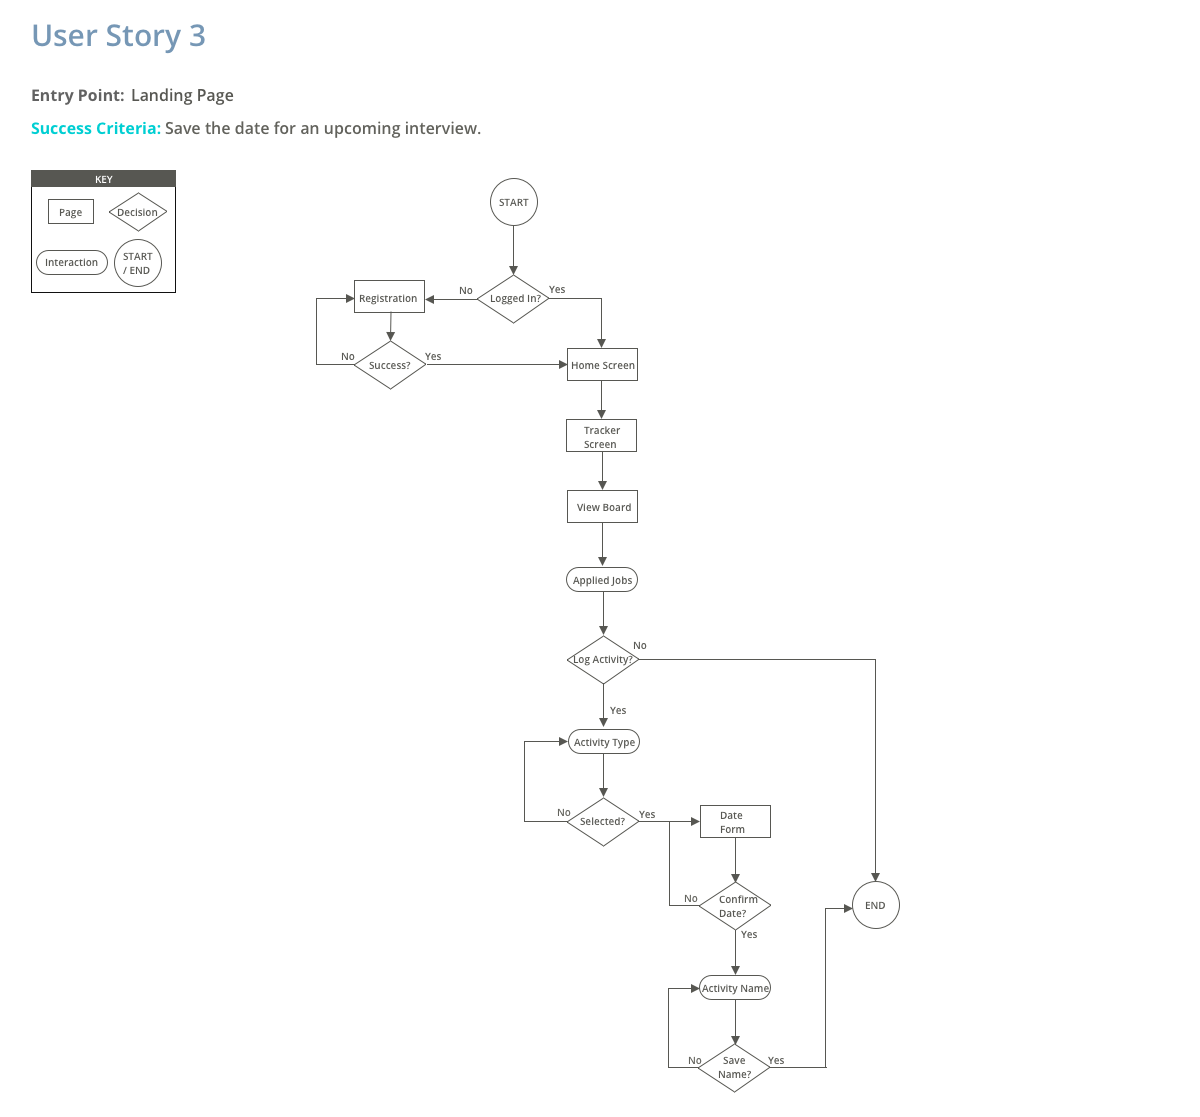 User Story 3
Entry Point: Landing Page
Success Criteria: Save the date for an upcoming interview.
KEY
Page
Decision
Interaction
START
/ END
START
Logged In?
No
Yes
Registration
Success?
No
Yes
Home Screen
Tracker
Screen
View Board
Applied Jobs
Log Activity?
No
Yes
Activity Type
Selected?
No
Yes
Date
Form
Confirm
Date?
No
Yes
END
Activity Name
Save
Name?
No
Yes